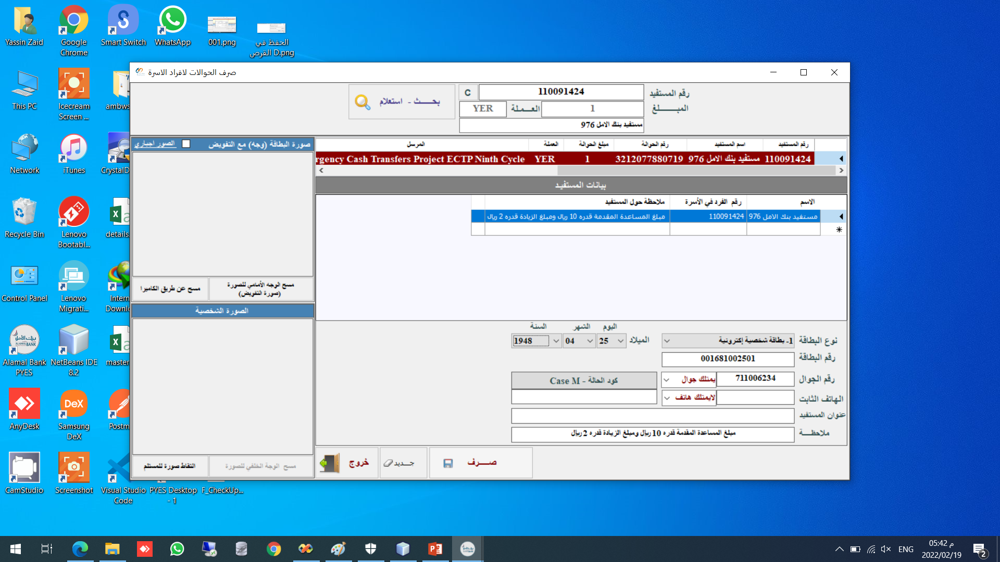 Yassin Zaid
Google Chrome
Smart Switch
WhatsApp
001.png
الحفظ في القرص D.png
This PC
Icecream Screen ...
ambws
Network
iTunes
CrystalD
Recycle Bin
Lenovo Bootabl...
details.
Control Panel
Lenovo Migrati...
Intern Downlo
Alamal Bank PYES
NetBeans IDE 8.2
master
AnyDesk
Samsung DeX
Postm
CamStudio
Screenshot
Visual Studio Code
PYES Desktop - 1
F_CheckUp...
صرف الحوالات لافراد الاسرة
رقم المستفيد
110091424
C
بحــــث - استعلام
المبــــــلغ
1
العـــملة
YER
مستفيد بنك الامل 976
رقم المستفيد
اسم المستفيد
رقم الحوالة
مبلغ الحوالة
العملة
المرسل
110091424
مستفيد بنك الامل 976
3212077880719
1
YER
rgency Cash Transfers Project ECTP Ninth Cycle
بيانات المستفيد
الاسم
رقم الفرد في الأسرة
ملاحظة حول المستفيد
مستفيد بنك الامل 976
110091424
مبلغ المساعدة المقدمة قدره 10 ريال ومبلغ الزيادة قدره 2 ريال
صورة البطاقة (وجه) مع التفويض
الصور اجباري
مسح الوجه الأمامي للصورة (صورة التفويض)
مسح عن طريق الكاميرا
الصورة الشخصية
مسح الوجة الخلفي للصورة
التقاط صورة للمستلم
اليوم
الشهر
السنة
نوع البطاقة
1- بطاقة شخصية إلكترونية
الميلاد
25
04
1948
رقم البطاقة
001681002501
رقم الجوال
711006234
يمتلك جوال
كود الحالة - Case M
الهاتف الثابت
لايمتلك هاتف
عنوان المستفيد
ملاحظـــة
مبلغ المساعدة المقدمة قدره 10 ريال ومبلغ الزيادة قدره 2 ريال
صــــرف
جـــديد
خروج
ENG
05:42 م
2022/02/19
2